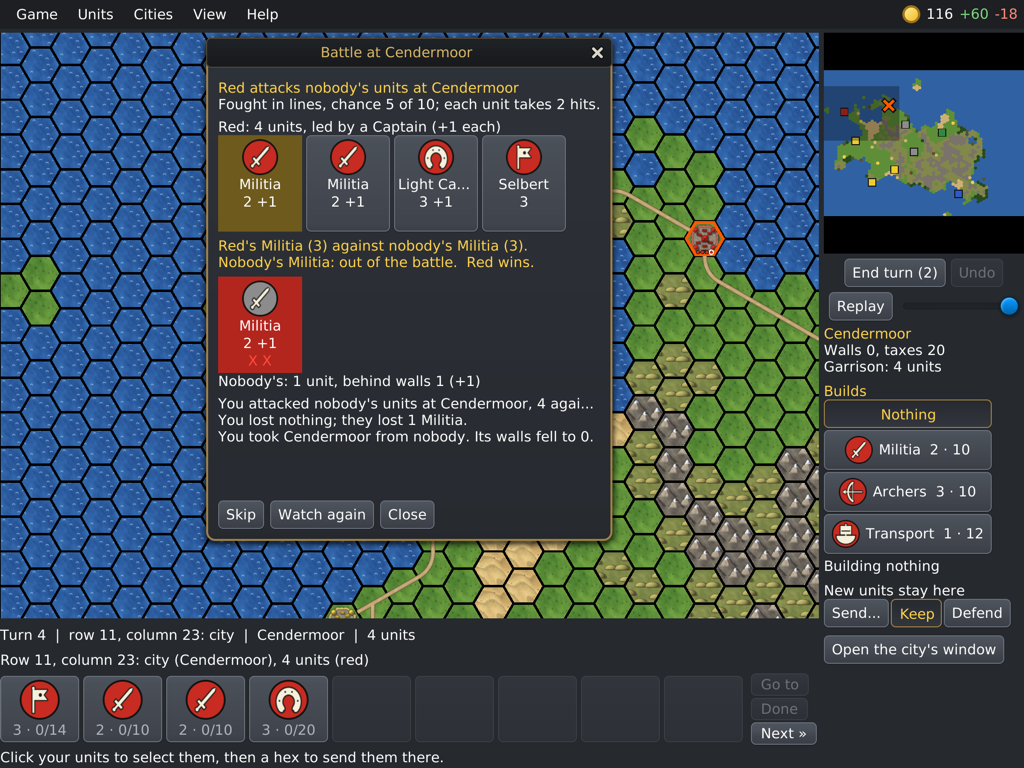 Game Units Cities View Help
116 +60 -18
Battle at Cendermoor
Red attacks nobody's units at Cendermoor
Fought in lines, chance 5 of 10; each unit takes 2 hits.
Red: 4 units, led by a Captain (+1 each)
Militia Militia Light Ca... Selbert
2 +1 2 +1 3 +1 3
Red's Militia (3) against nobody's Militia (3).
Nobody's Militia: out of the battle. Red wins.
Militia
2 +1
X X
Nobody's: 1 unit, behind walls 1 (+1)
You attacked nobody's units at Cendermoor, 4 agai...
You lost nothing; they lost 1 Militia.
You took Cendermoor from nobody. Its walls fell to 0.
Skip Watch again Close
End turn (2) Undo
Replay
Cendermoor
Walls 0, taxes 20
Garrison: 4 units
Builds
Nothing
Militia 2 · 10
Archers 3 · 10
Transport 1 · 12
Building nothing
New units stay here
Send... Keep Defend
Open the city's window
Turn 4 | row 11, column 23: city | Cendermoor | 4 units
Row 11, column 23: city (Cendermoor), 4 units (red)
3 · 0/14 2 · 0/10 2 · 0/10 3 · 0/20
Go to
Done
Next »
Click your units to select them, then a hex to send them there.